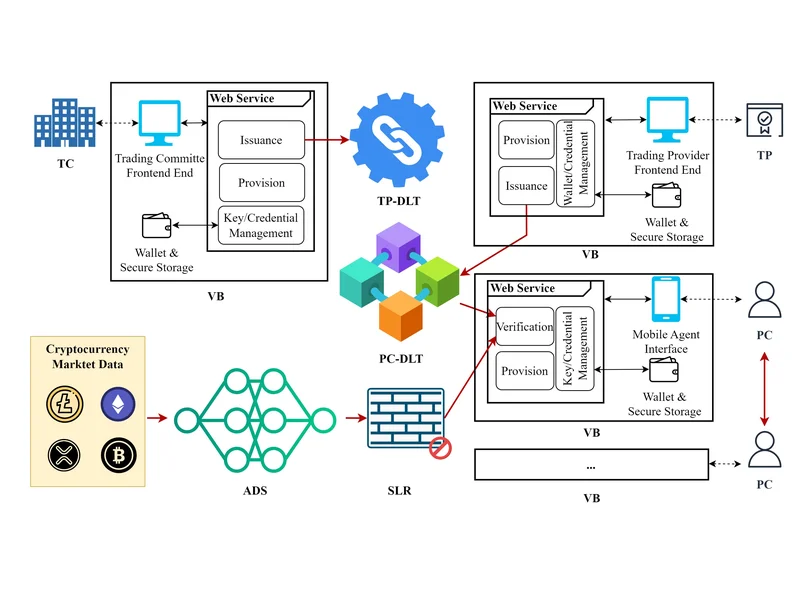 TC
Trading Committe
Frontend End
Wallet &
Secure Storage
Web Service
Issuance
Provision
Key/Credential
Management
VB
TP-DLT
PC-DLT
Web Service
Provision
Issuance
Wallet/Credential
Management
Trading Provider
Frontend End
Wallet &
Secure Storage
VB
TP
Web Service
Verification
Provision
Key/Credential
Management
Mobile Agent
Interface
Wallet &
Secure Storage
VB
PC
Cryptocurrency
Marktet Data
ADS
SLR
...
VB
PC